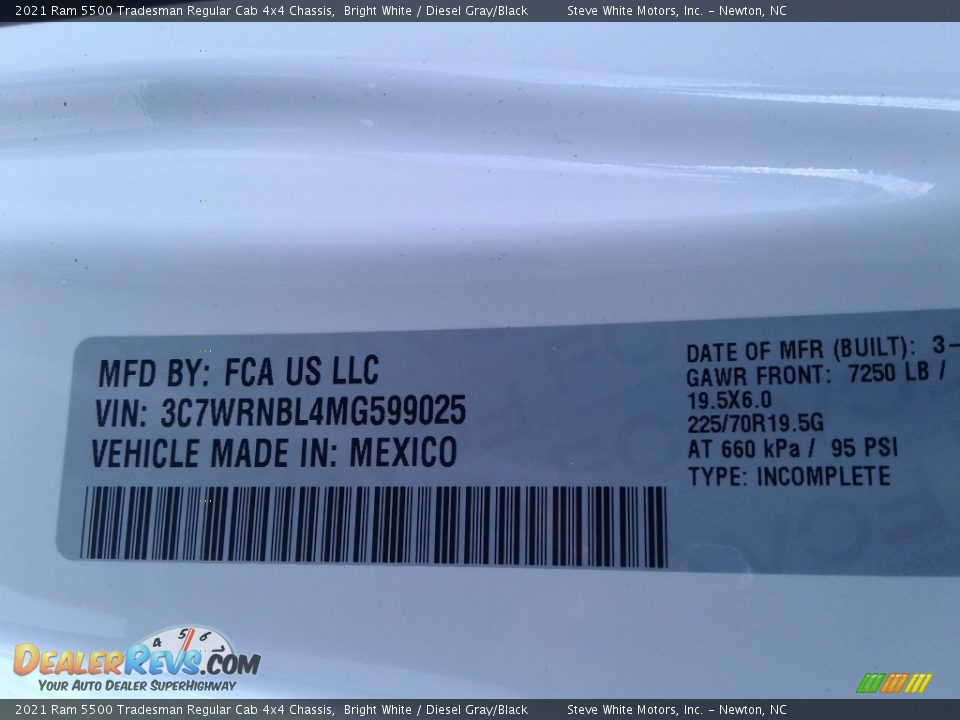 2021 Ram 5500 Tradesman Regular Cab 4x4 Chassis, Bright White / Diesel Gray/Black Steve White Motors, Inc. – Newton, NC
MFD BY: FCA US LLC
VIN: 3C7WRNBL4MG599025
VEHICLE MADE IN: MEXICO
DATE OF MFR (BUILT): 3-
GAWR FRONT: 7250 LB /
19.5X6.0
225/70R19.5G
AT 660 kPa / 95 PSI
TYPE: INCOMPLETE
4 5 6
DEALERREVS.COM
YOUR AUTO DEALER SUPERHIGHWAY
2021 Ram 5500 Tradesman Regular Cab 4x4 Chassis, Bright White / Diesel Gray/Black Steve White Motors, Inc. – Newton, NC